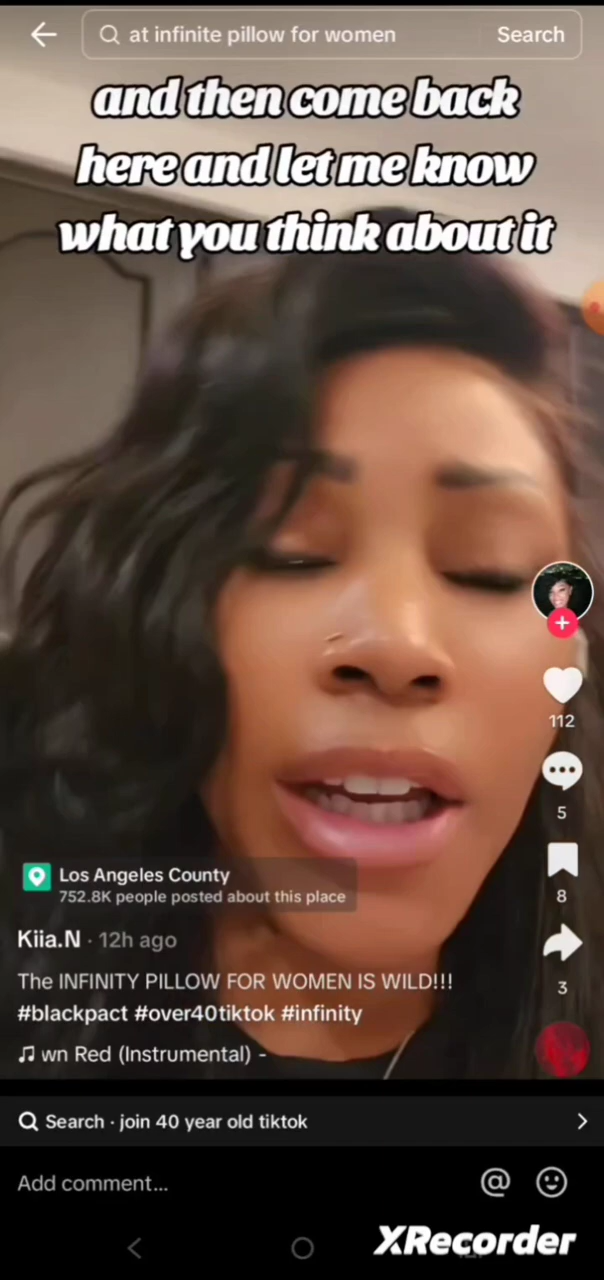 at infinite pillow for women
Search
and then come back
here and let me know
what you think about it
112
5
8
3
Los Angeles County
752.8K people posted about this place
Kiia.N · 12h ago
The INFINITY PILLOW FOR WOMEN IS WILD!!!
#blackpact #over40tiktok #infinity
wn Red (Instrumental) -
Search · join 40 year old tiktok
Add comment...
XRecorder